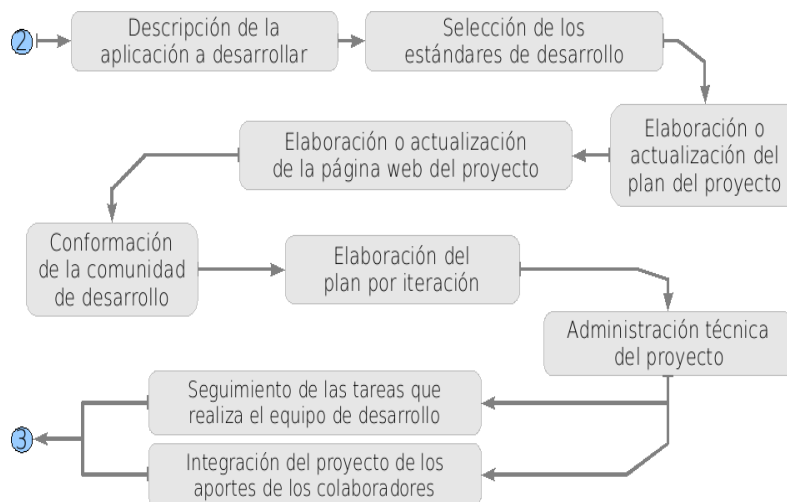 2
Descripción de la
aplicación a desarrollar
Selección de los
estándares de desarrollo
Elaboración o
actualización del
plan del proyecto
Elaboración o actualización
de la página web del proyecto
Conformación
de la comunidad
de desarrollo
Elaboración del
plan por iteración
Administración técnica
del proyecto
Seguimiento de las tareas que
realiza el equipo de desarrollo
Integración del proyecto de los
aportes de los colaboradores
3